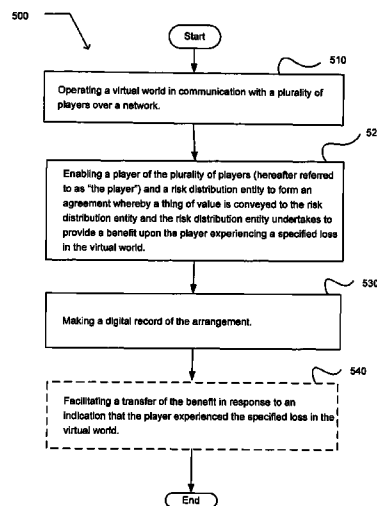 500
Start
510
Operating a virtual world in communication with a plurality of
players over a network.
52
Enabling a player of the plurality of players (hereafter referred
to as "the player") and a risk distribution entity to form an
agreement whereby a thing of value is conveyed to the risk
distribution entity and the risk distribution entity undertakes to
provide a benefit upon the player experiencing a specified loss
in the virtual world.
530
Making a digital record of the arrangement.
540
Facilitating a transfer of the benefit in response to an
indication that the player experienced the specified loss in the
virtual world.
End